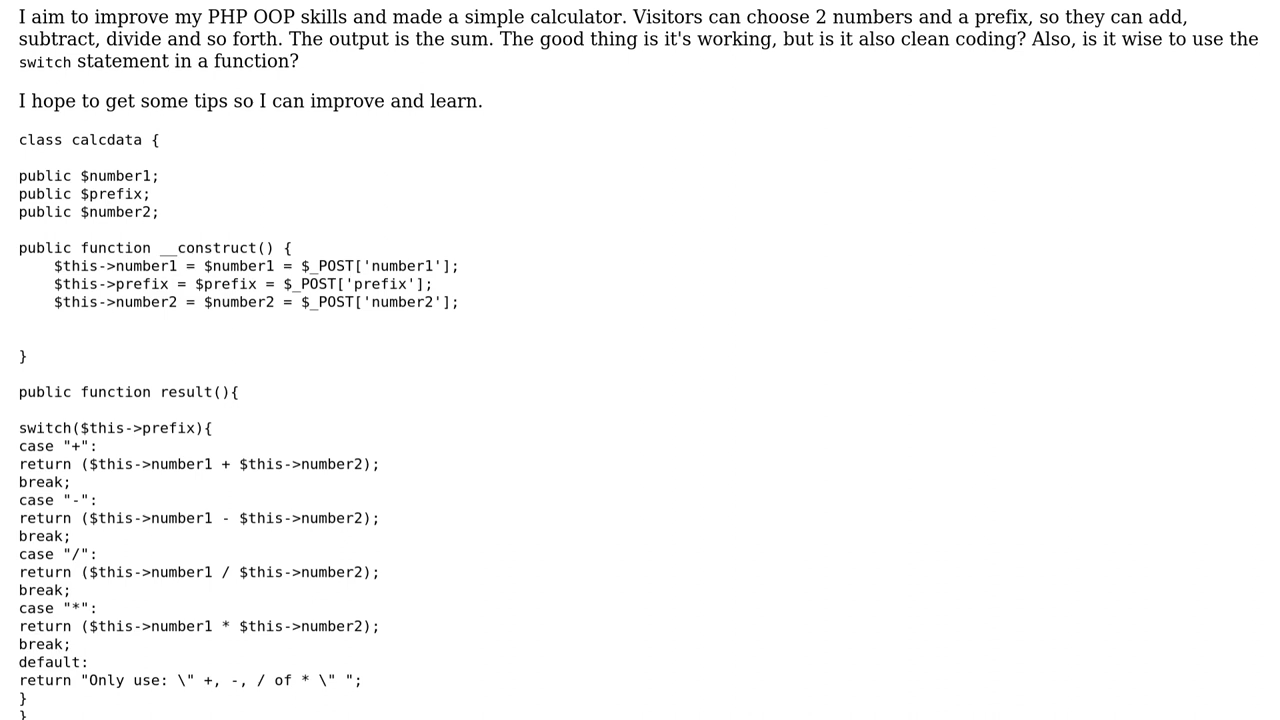 I aim to improve my PHP OOP skills and made a simple calculator. Visitors can choose 2 numbers and a prefix, so they can add,
subtract, divide and so forth. The output is the sum. The good thing is it's working, but is it also clean coding? Also, is it wise to use the
switch statement in a function?
I hope to get some tips so I can improve and learn.
class calcdata {
public $number1;
public $prefix;
public $number2;
public function __construct() {
    $this->number1 = $number1 = $_POST['number1'];
    $this->prefix = $prefix = $_POST['prefix'];
    $this->number2 = $number2 = $_POST['number2'];
}
public function result(){
switch($this->prefix){
case "+":
return ($this->number1 + $this->number2);
break;
case "-":
return ($this->number1 - $this->number2);
break;
case "/":
return ($this->number1 / $this->number2);
break;
case "*":
return ($this->number1 * $this->number2);
break;
default:
return "Only use: \" +, -, / of * \" ";
}
}